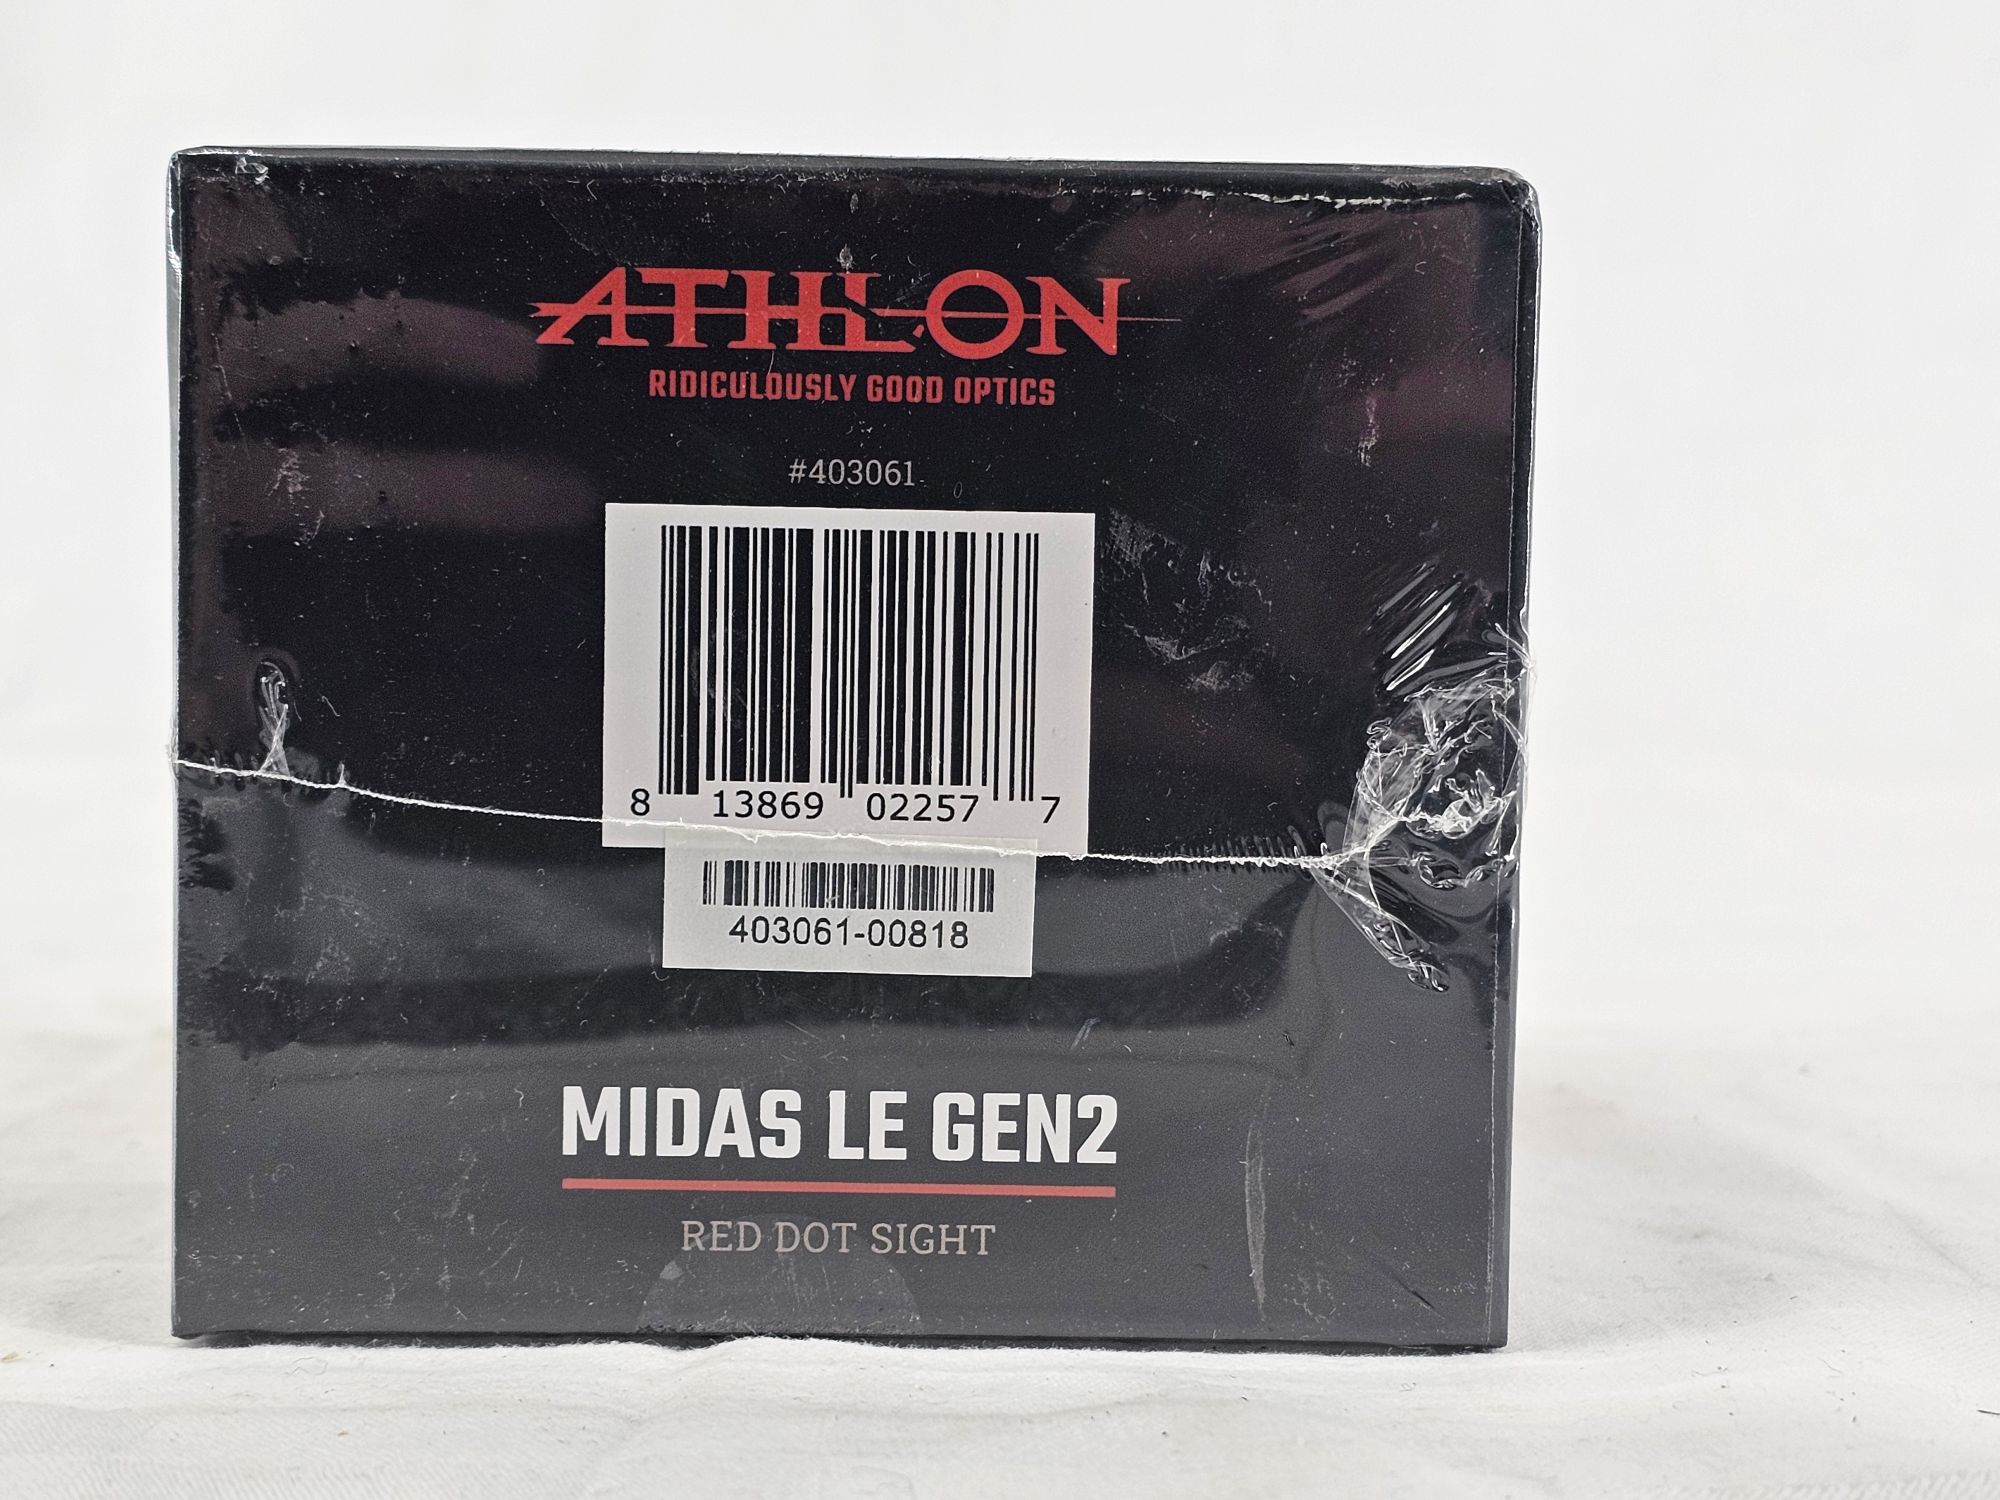 ATHLON
RIDICULOUSLY GOOD OPTICS
#403061
8 13869 02257 7
403061-00818
MIDAS LE GEN2
RED DOT SIGHT